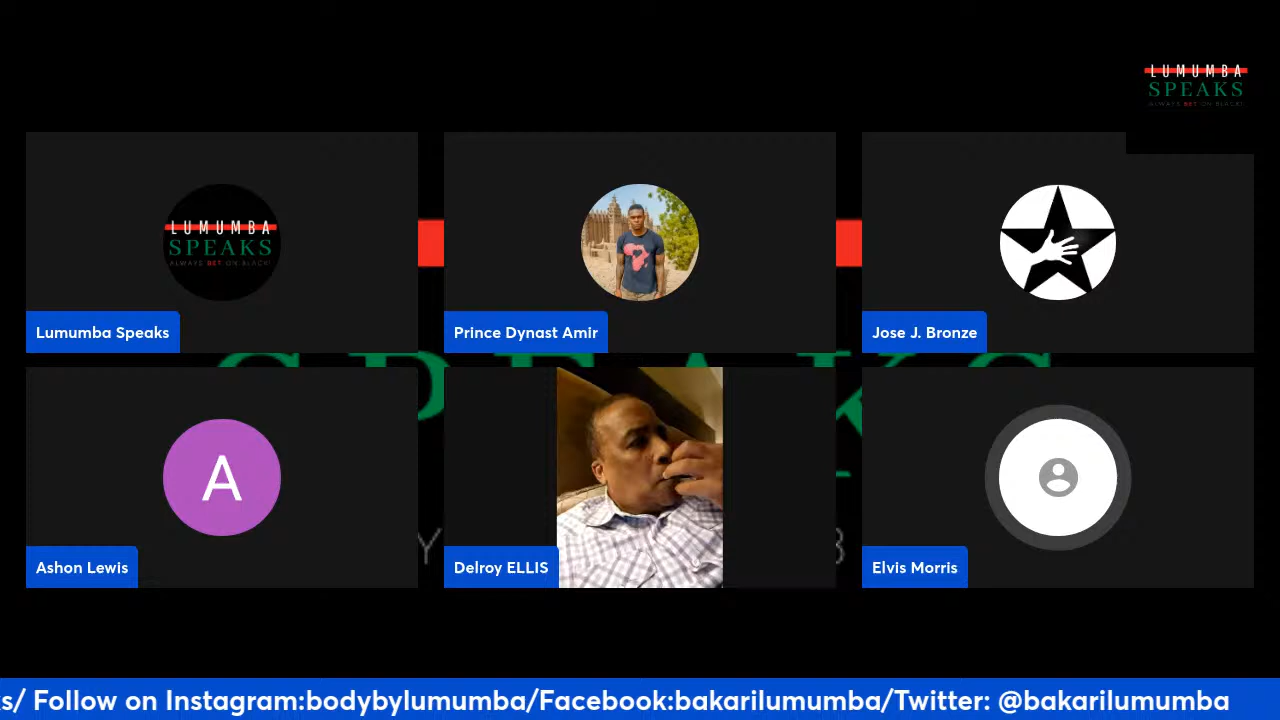 LUMUMBA
SPEAKS
ALWAYS BET ON BLACK!
LUMUMBA
SPEAKS
ALWAYS BET ON BLACK!
Lumumba Speaks
Prince Dynast Amir
Jose J. Bronze
SPEAKS
A
Y
B
Ashon Lewis
Delroy ELLIS
Elvis Morris
s/ Follow on Instagram:bodybylumumba/Facebook:bakarilumumba/Twitter: @bakarilumumba